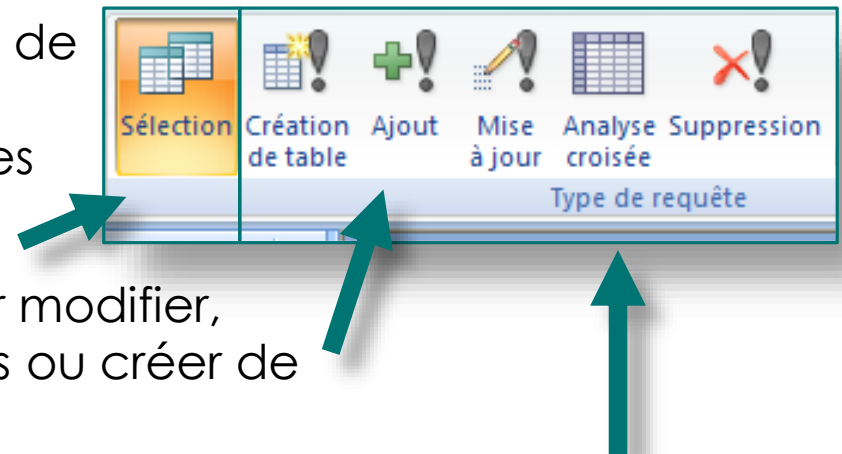 de
Sélection
Création
de table
Ajout
Mise
à jour
Analyse
croisée
Suppression
es
Type de requête
r modifier,
s ou créer de